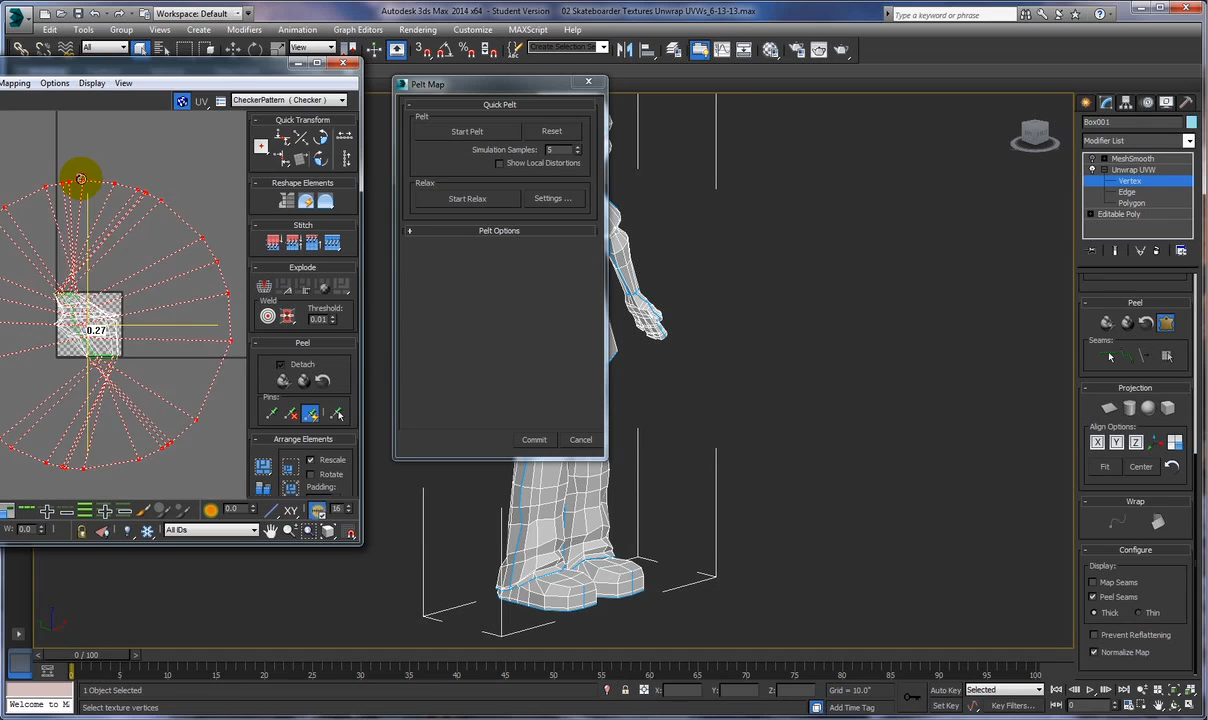 Workspace: Default
Autodesk 3ds Max 2014 x64 - Student Version 02 Skateboarder Textures Unwrap UVWs_6-13-13.max
Type a keyword or phrase
Edit Tools Group Views Create Modifiers Animation Graph Editors Rendering Customize MAXScript Help
All
View
Create Selection Se
Mapping Options Display View
UV
CheckerPattern ( Checker )
Quick Transform
Reshape Elements
Stitch
Explode
Weld
Threshold:
0.01
Peel
Detach
Pins:
Arrange Elements
Rescale
Rotate
Padding:
0.27
0.0
XY
16
W: 0.0
All IDs
Pelt Map
Quick Pelt
Pelt
Start Pelt
Reset
Simulation Samples: 5
Show Local Distortions
Relax
Start Relax
Settings ...
Pelt Options
Commit
Cancel
Box001
Modifier List
MeshSmooth
Unwrap UVW
Vertex
Edge
Polygon
Editable Poly
Peel
Seams:
Projection
Align Options:
X Y Z
Fit
Center
Wrap
Configure
Display:
Map Seams
Peel Seams
Thick
Thin
Prevent Reflattening
Normalize Map
0 / 100
0 5 10 15 20 25 30 35 40 45 50 55 60 65 70 75 80 85 90 95 100
1 Object Selected
X: Y: Z:
Grid = 10.0"
Auto Key
Selected
Welcome to M
Select texture vertices
Add Time Tag
Set Key
Key Filters...
0